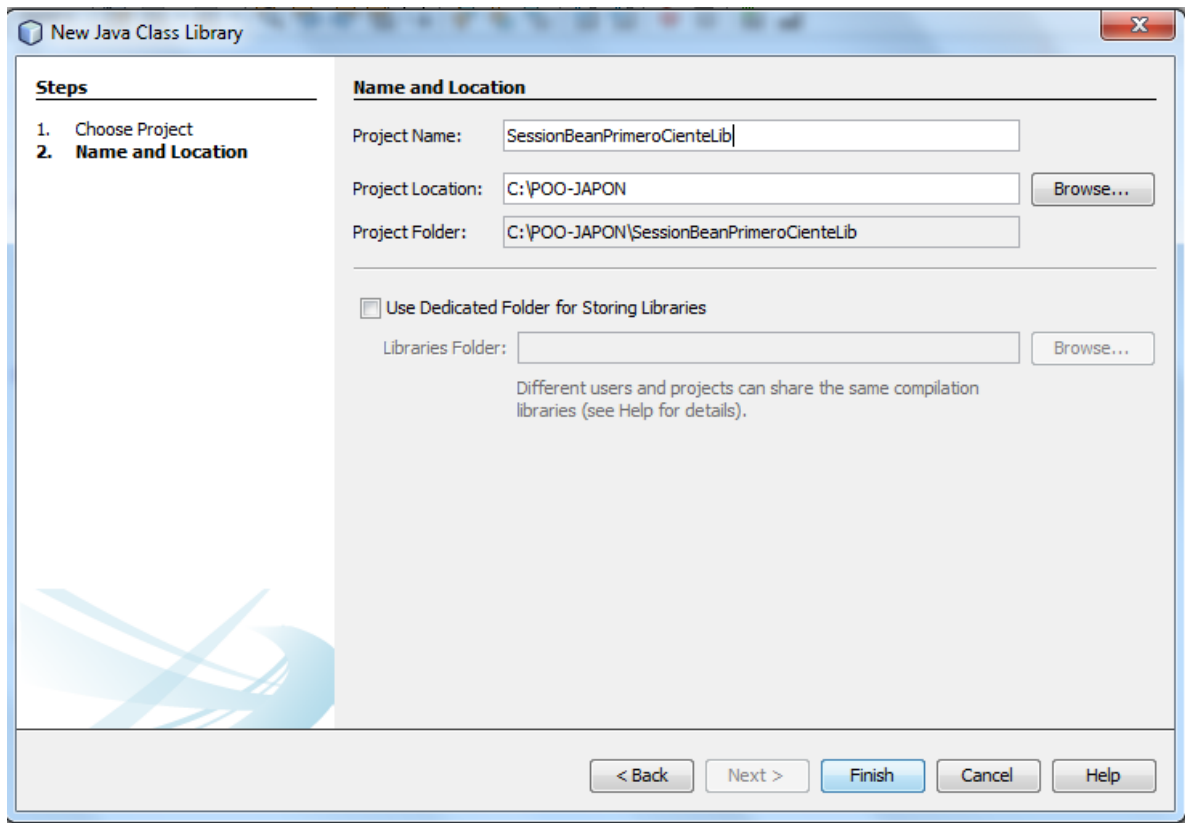 New Java Class Library
X
Steps
1. Choose Project
2. Name and Location
Name and Location
Project Name: SessionBeanPrimeroCienteLib
Project Location: C:\POO-JAPON Browse...
Project Folder: C:\POO-JAPON\SessionBeanPrimeroCienteLib
Use Dedicated Folder for Storing Libraries
Libraries Folder: Browse...
Different users and projects can share the same compilation
libraries (see Help for details).
< Back Next > Finish Cancel Help